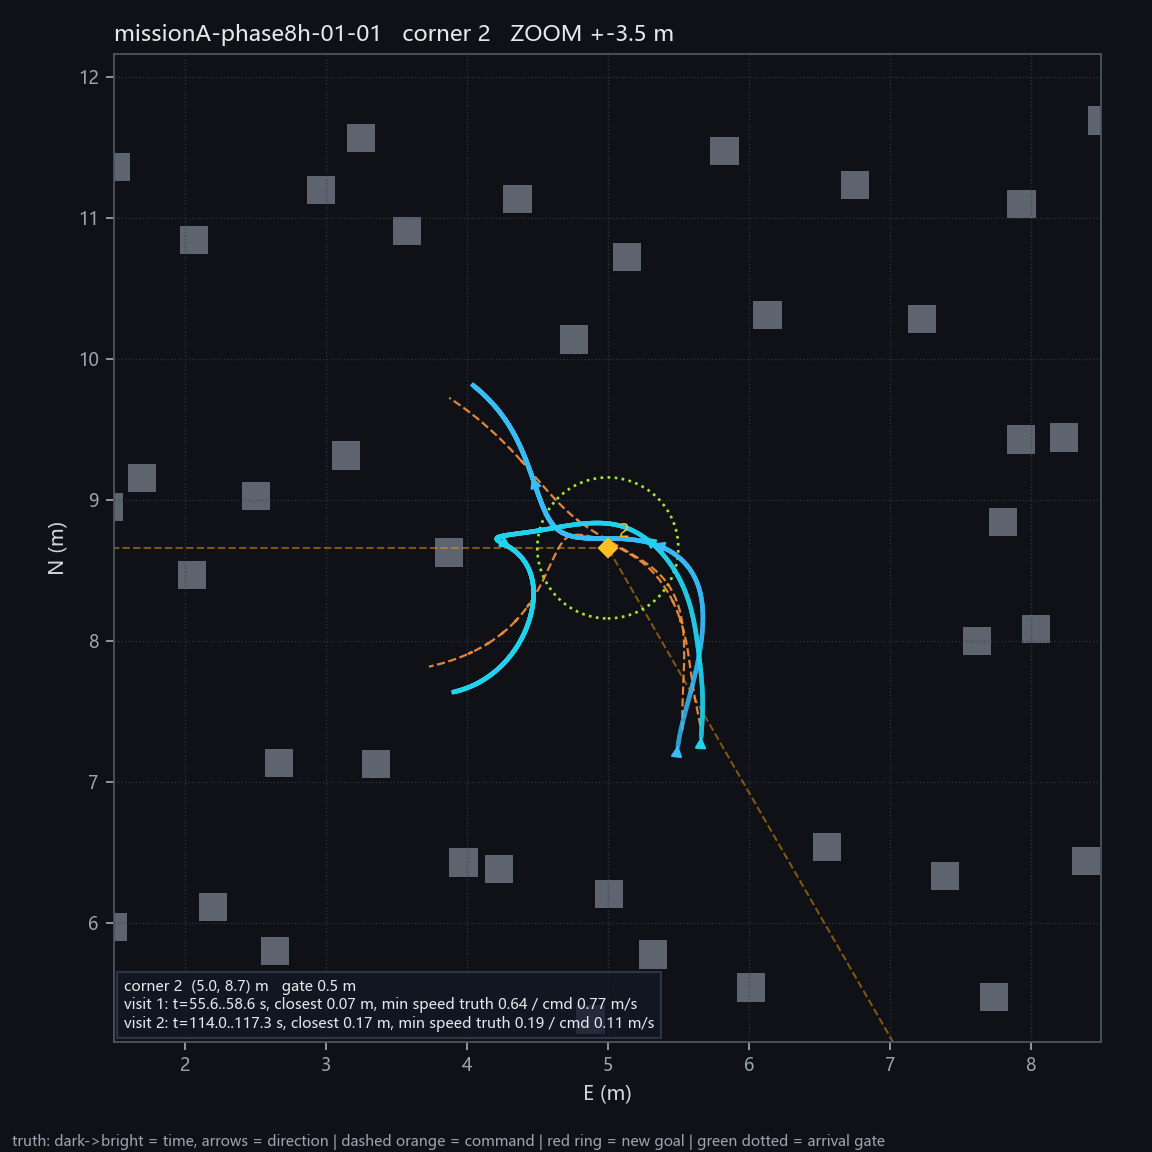 missionA-phase8h-01-01   corner 2   ZOOM +-3.5 m
12
11
10
9
8
7
6
N (m)
2
corner 2  (5.0, 8.7) m   gate 0.5 m
visit 1: t=55.6..58.6 s, closest 0.07 m, min speed truth 0.64 / cmd 0.77 m/s
visit 2: t=114.0..117.3 s, closest 0.17 m, min speed truth 0.19 / cmd 0.11 m/s
2 3 4 5 6 7 8
E (m)
truth: dark->bright = time, arrows = direction | dashed orange = command | red ring = new goal | green dotted = arrival gate